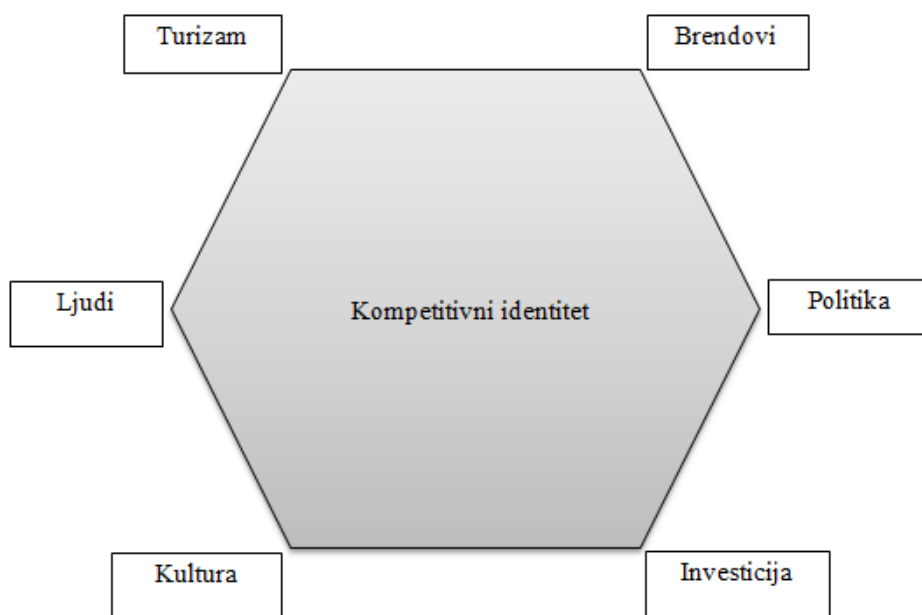 Turizam
Brendovi
Ljudi
Kompetitivni identitet
Politika
Kultura
Investicija